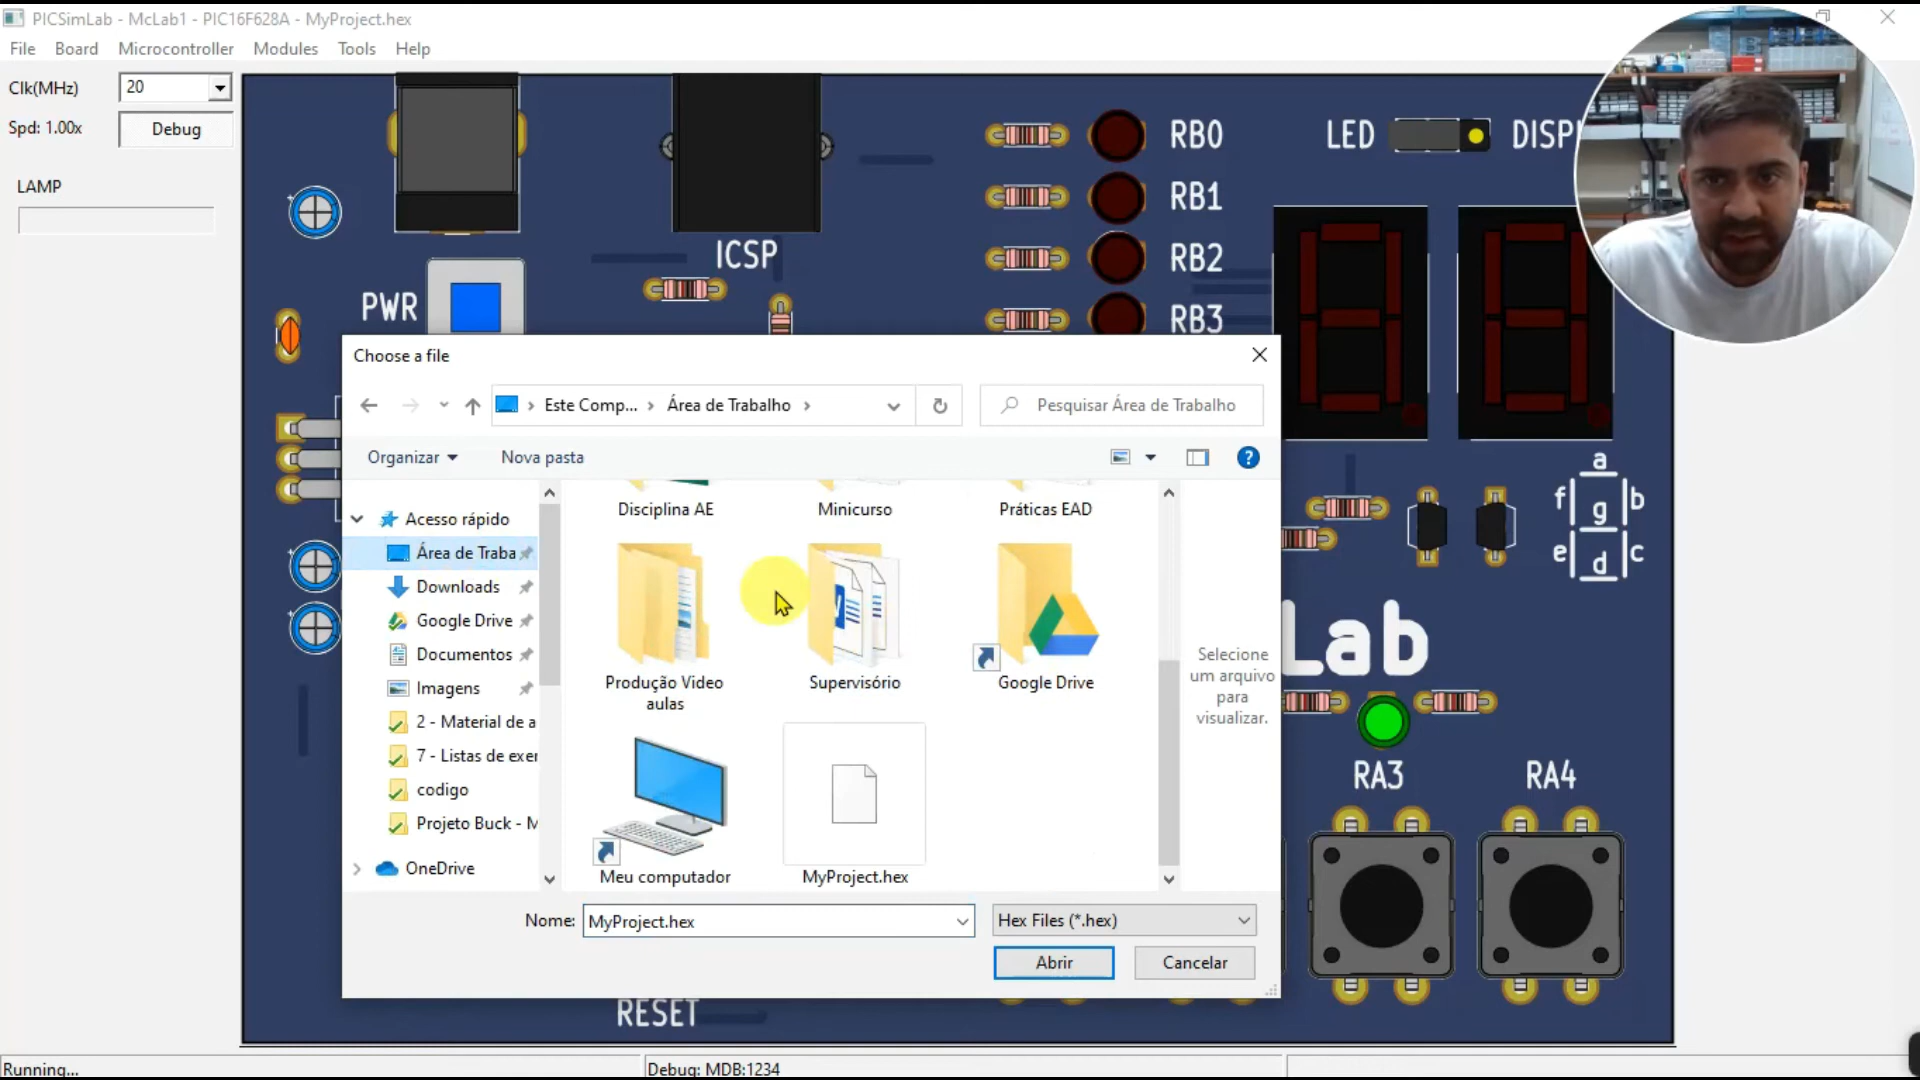 PICSimLab - McLab1 - PIC16F628A - MyProject.hex
File Board Microcontroller Modules Tools Help
Clk(MHz) 20
Spd: 1.00x Debug
LAMP
RB0
RB1
RB2
RB3
LED
ICSP
PWR
Choose a file
Este Comp... Área de Trabalho
Pesquisar Área de Trabalho
Organizar Nova pasta
?
Acesso rápido
Área de Traba
Downloads
Google Drive
Documentos
Imagens
2 - Material de a
7 - Listas de exer
codigo
Projeto Buck - M
OneDrive
Disciplina AE
Minicurso
Práticas EAD
Produção Video
aulas
Supervisório
Google Drive
Meu computador
MyProject.hex
Selecione
um arquivo
para
visualizar.
Nome: MyProject.hex
Hex Files (*.hex)
Abrir Cancelar
a
f g b
e d c
Lab
RA3 RA4
RESET
Running...
Debug: MDB:1234